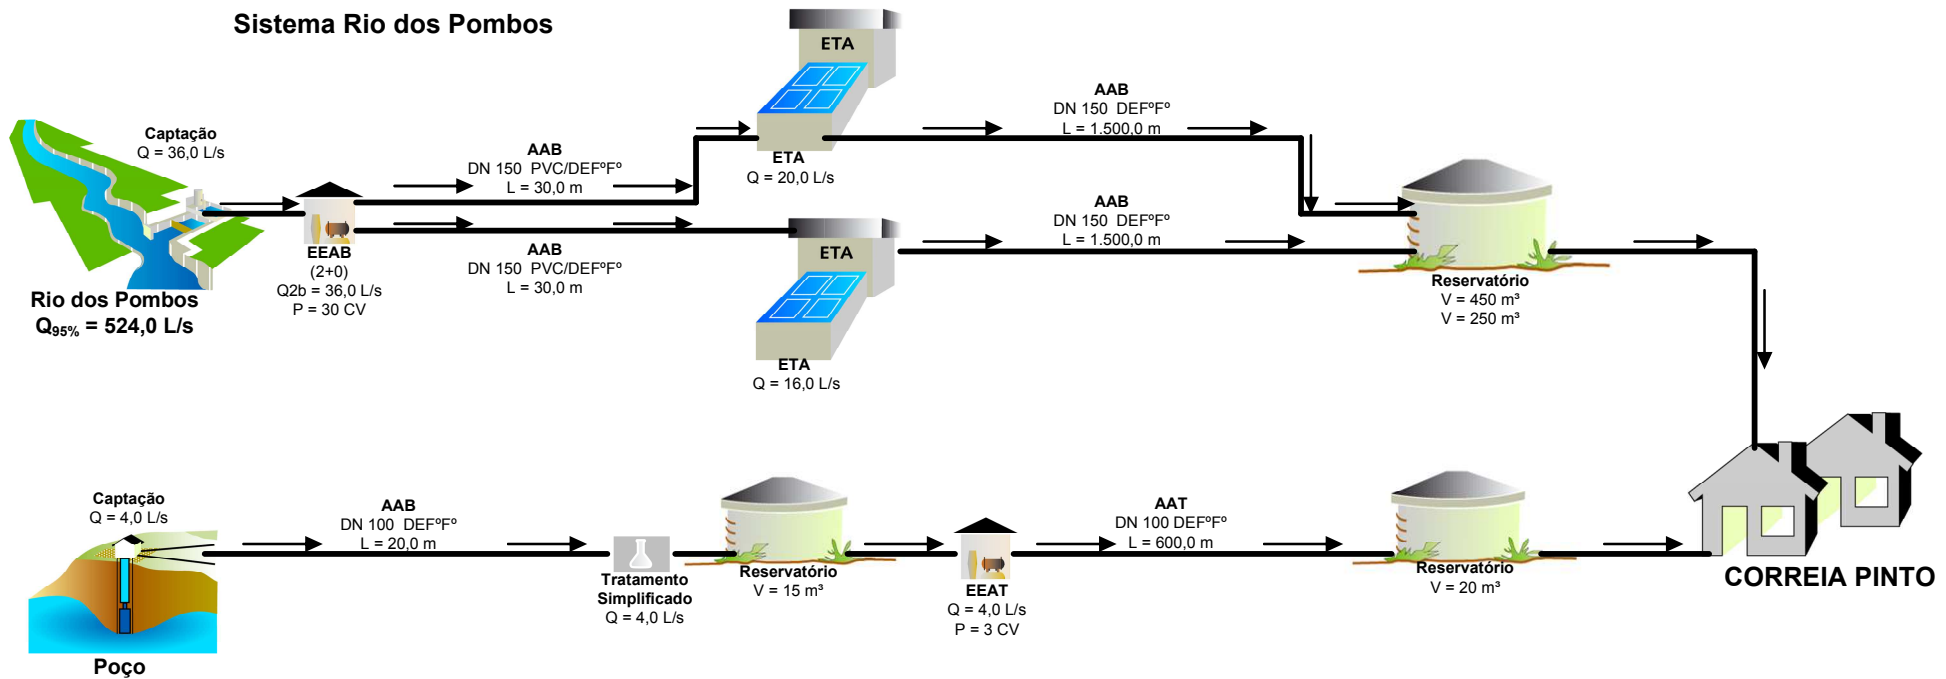 Sistema Rio dos Pombos
ETA
Captação
Q = 36,0 L/s
AAB
DN 150 PVC/DEFºFº
L = 30,0 m
ETA
Q = 20,0 L/s
AAB
DN 150 DEFºFº
L = 1.500,0 m
EEAB
(2+0)
Q2b = 36,0 L/s
P = 30 CV
AAB
DN 150 PVC/DEFºFº
L = 30,0 m
ETA
ETA
Q = 16,0 L/s
AAB
DN 150 DEFºFº
L = 1.500,0 m
Reservatório
V = 450 m³
V = 250 m³
Rio dos Pombos
Q95% = 524,0 L/s
Captação
Q = 4,0 L/s
AAB
DN 100 DEFºFº
L = 20,0 m
Tratamento
Simplificado
Q = 4,0 L/s
Reservatório
V = 15 m³
EEAT
Q = 4,0 L/s
P = 3 CV
AAT
DN 100 DEFºFº
L = 600,0 m
Reservatório
V = 20 m³
CORREIA PINTO
Poço